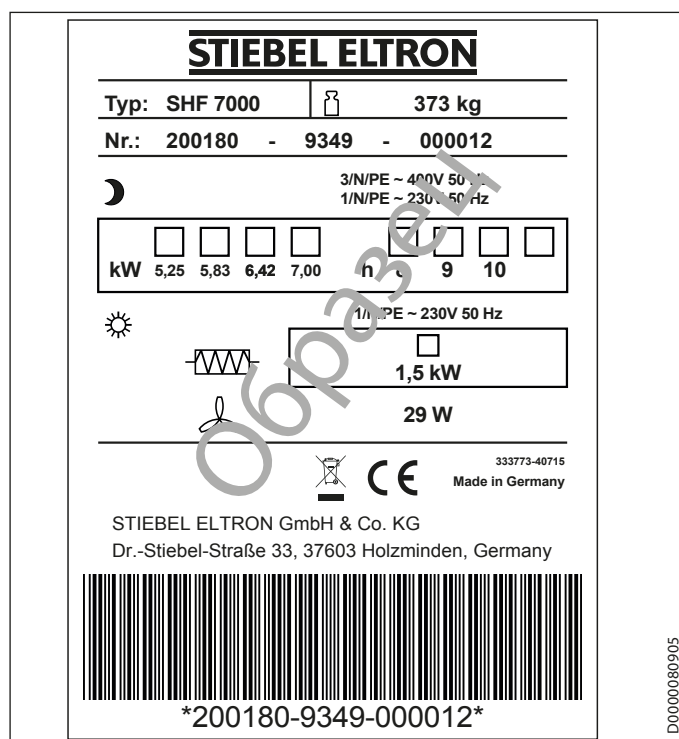 STIEBEL ELTRON
Typ: SHF 7000 373 kg
Nr.: 200180 - 9349 - 000012
3/N/PE ~ 400V 50 Hz
1/N/PE ~ 230V 50 Hz
kW 5,25 5,83 6,42 7,00 h 8 9 10
1/N/PE ~ 230V 50 Hz
1,5 kW
29 W
Образец
333773-40715
CE Made in Germany
STIEBEL ELTRON GmbH & Co. KG
Dr.-Stiebel-Straße 33, 37603 Holzminden, Germany
*200180-9349-000012*
D0000080905